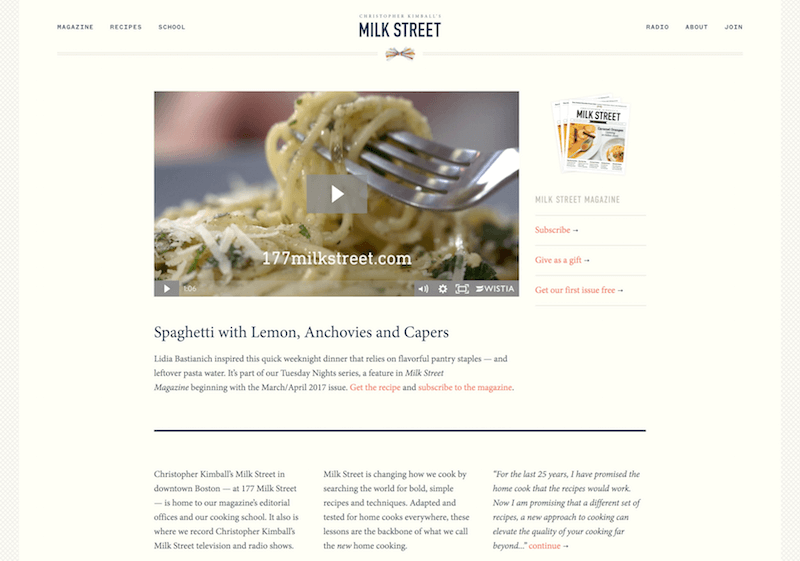 MAGAZINE RECIPES SCHOOL
CHRISTOPHER KIMBALL'S
MILK STREET
RADIO ABOUT JOIN
177milkstreet.com
1:06
WISTIA
MILK STREET
MILK STREET MAGAZINE
Subscribe →
Give as a gift →
Get our first issue free →
Spaghetti with Lemon, Anchovies and Capers
Lidia Bastianich inspired this quick weeknight dinner that relies on flavorful pantry staples — and
leftover pasta water. It's part of our Tuesday Nights series, a feature in Milk Street
Magazine beginning with the March/April 2017 issue. Get the recipe and subscribe to the magazine.
Christopher Kimball's Milk Street in
downtown Boston — at 177 Milk Street
— is home to our magazine's editorial
offices and our cooking school. It also is
where we record Christopher Kimball's
Milk Street television and radio shows.
Milk Street is changing how we cook by
searching the world for bold, simple
recipes and techniques. Adapted and
tested for home cooks everywhere, these
lessons are the backbone of what we call
the new home cooking.
"For the last 25 years, I have promised the
home cook that the recipes would work.
Now I am promising that a different set of
recipes, a new approach to cooking can
elevate the quality of your cooking far
beyond..." continue →